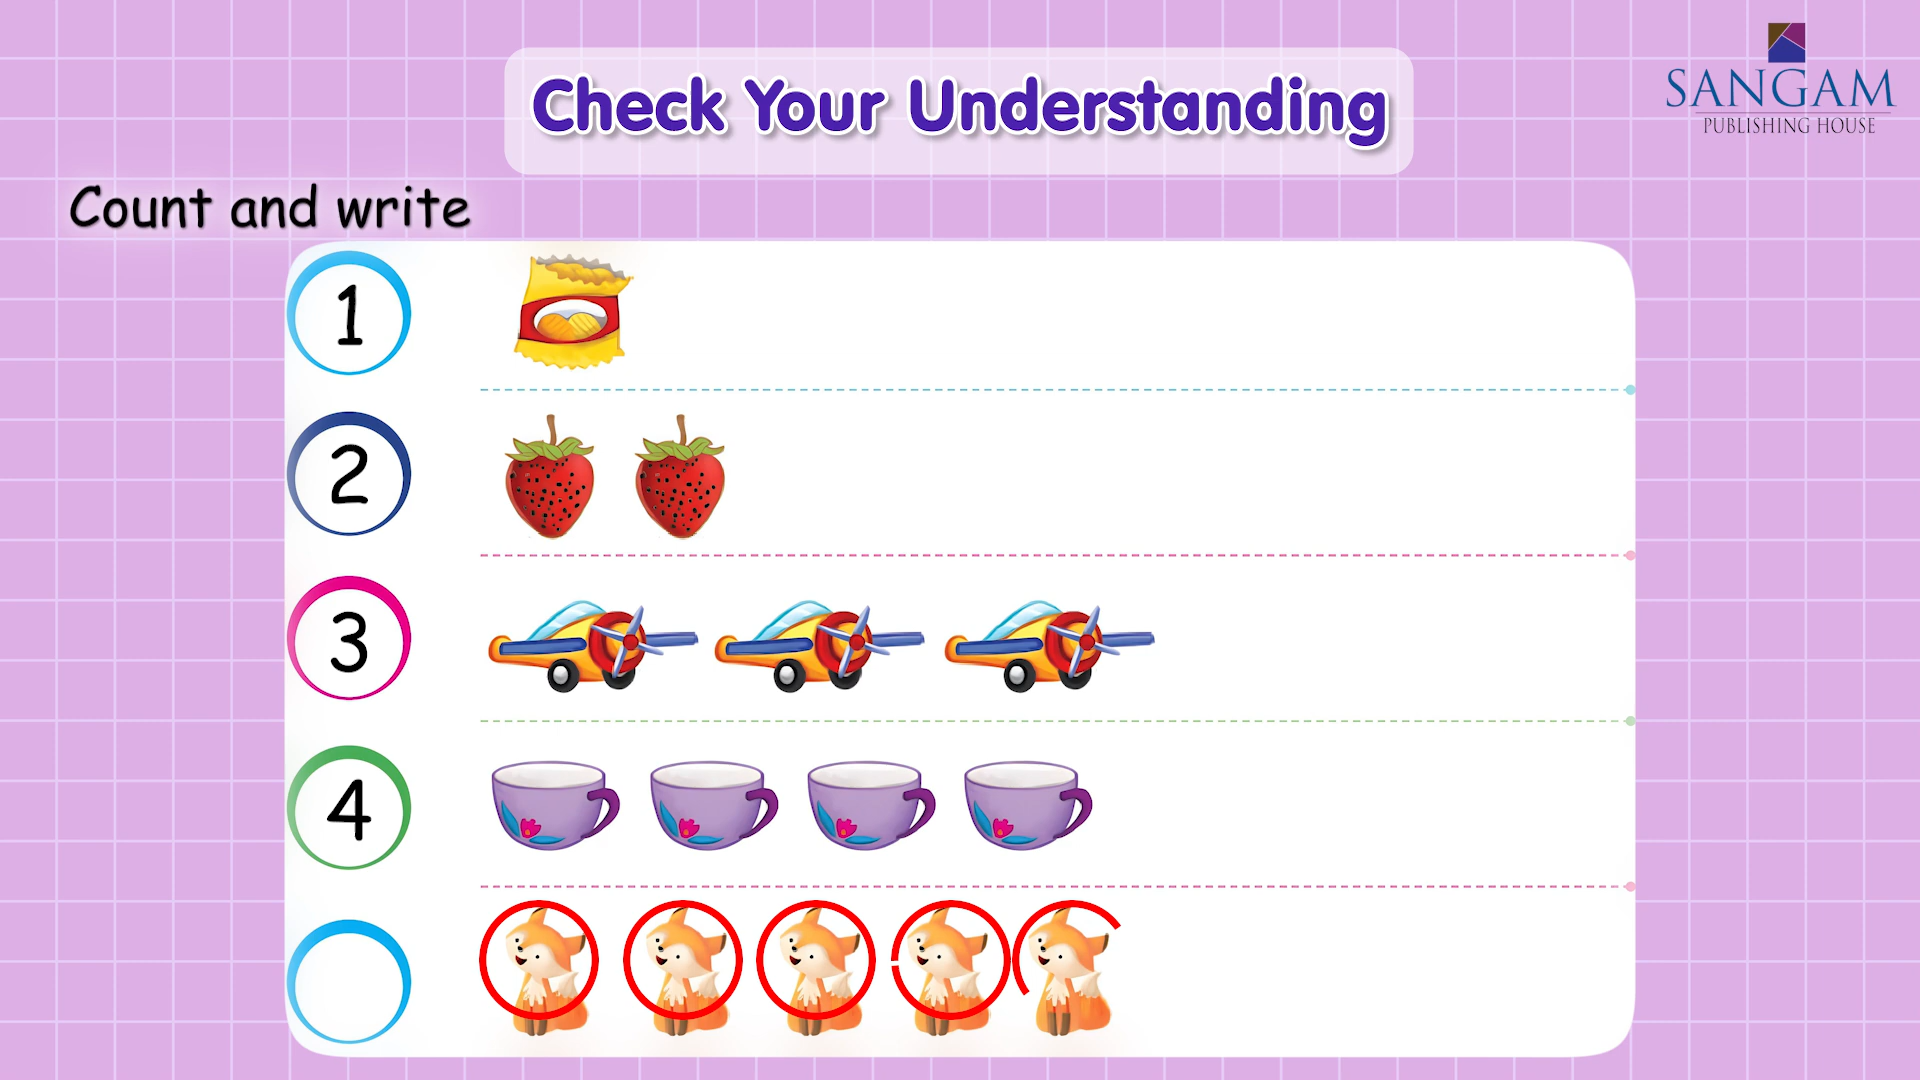 Check Your Understanding
SANGAM
PUBLISHING HOUSE
Count and write
1
2
3
4